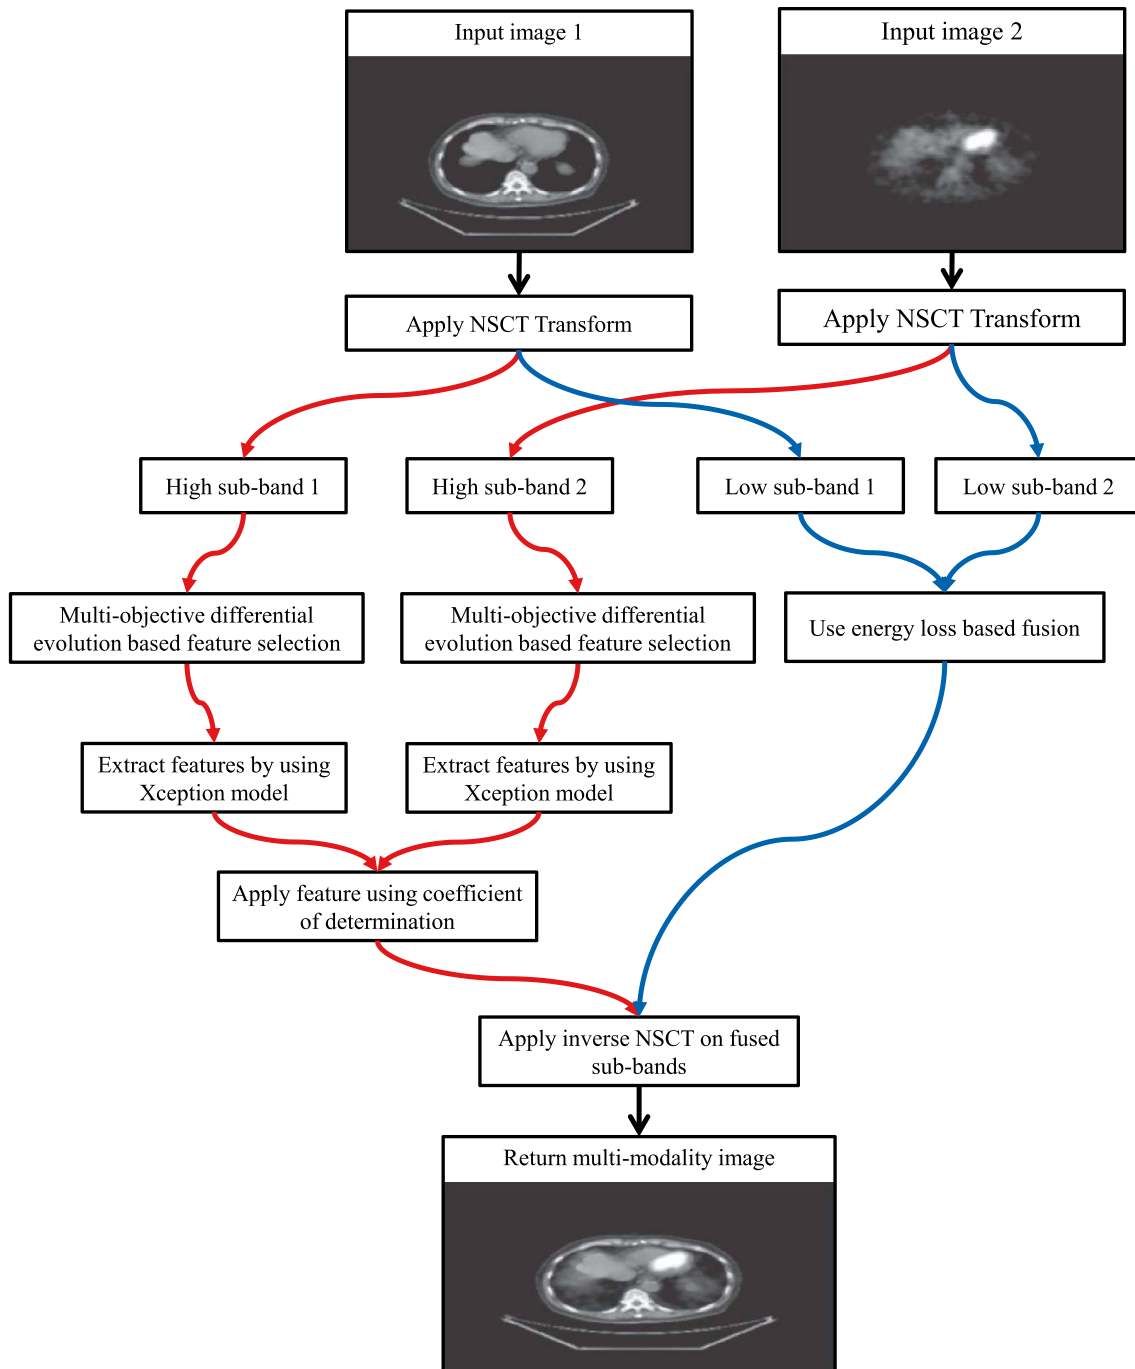 Input image 1
Input image 2
Apply NSCT Transform
Apply NSCT Transform
High sub-band 1
High sub-band 2
Low sub-band 1
Low sub-band 2
Multi-objective differential
evolution based feature selection
Multi-objective differential
evolution based feature selection
Use energy loss based fusion
Extract features by using
Xception model
Extract features by using
Xception model
Apply feature using coefficient
of determination
Apply inverse NSCT on fused
sub-bands
Return multi-modality image